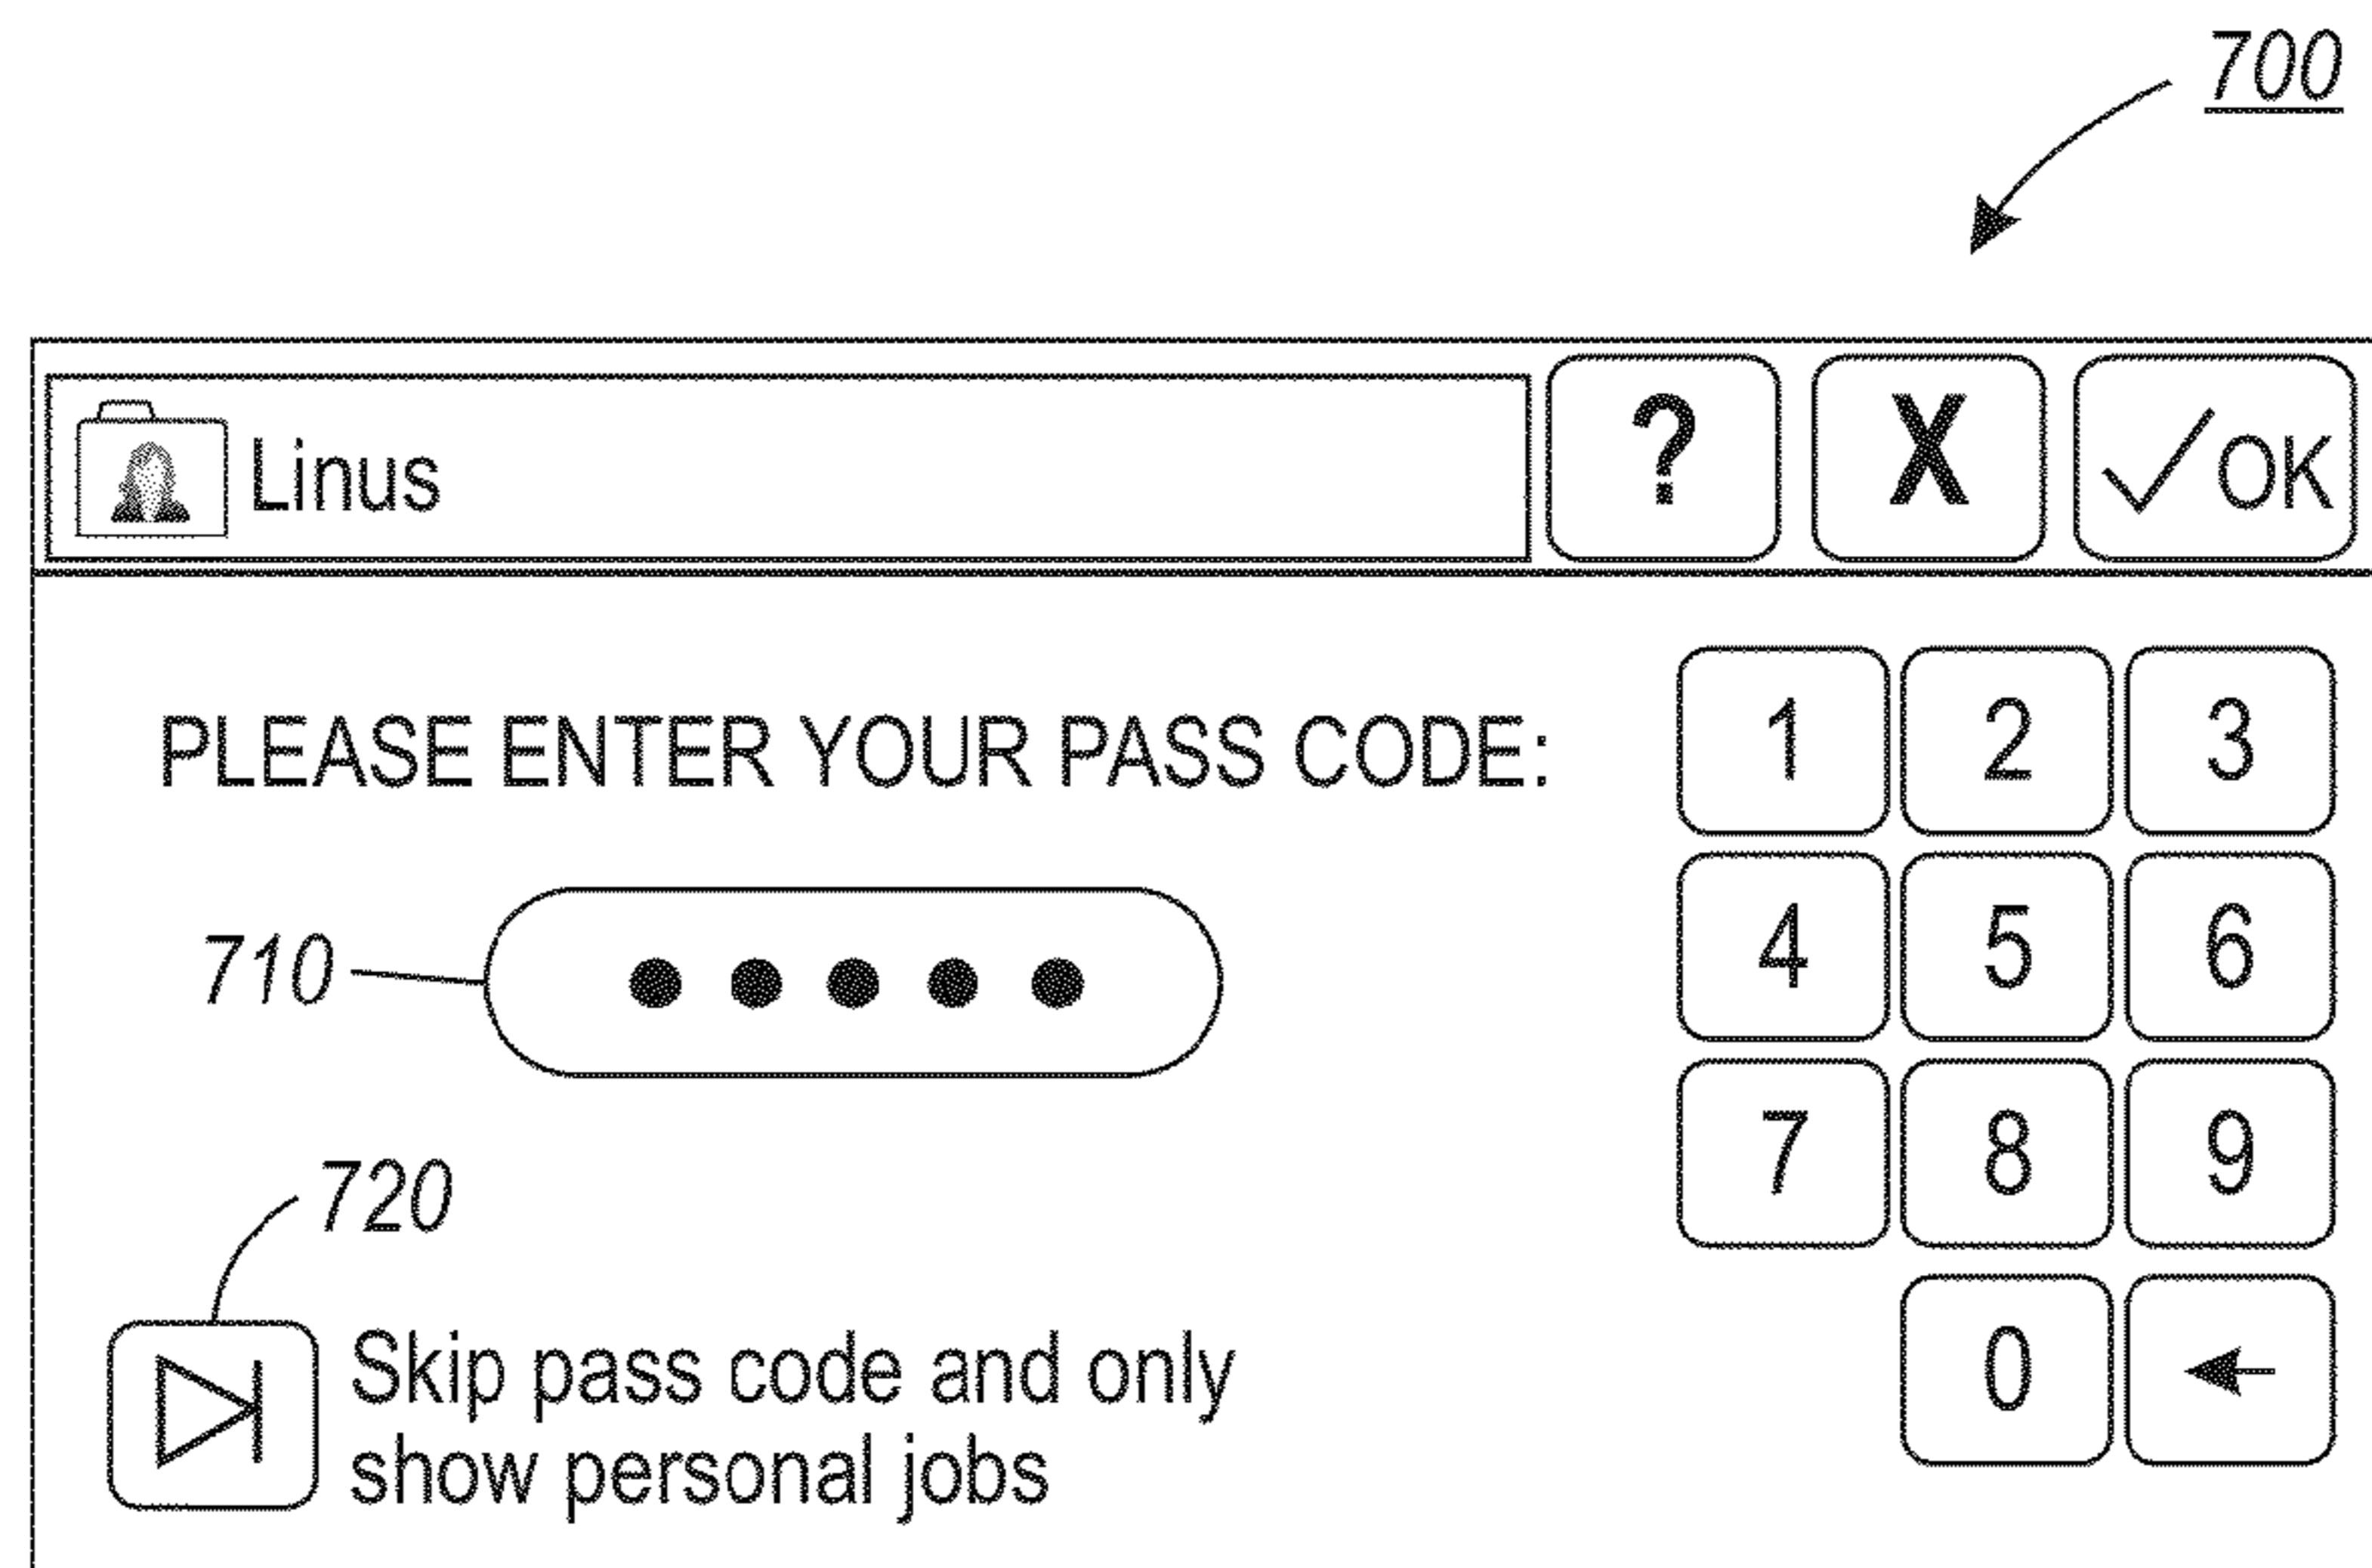 700
Linus
? X ✓OK
PLEASE ENTER YOUR PASS CODE:
1 2 3
710
4 5 6
7 8 9
720
0
Skip pass code and only
show personal jobs